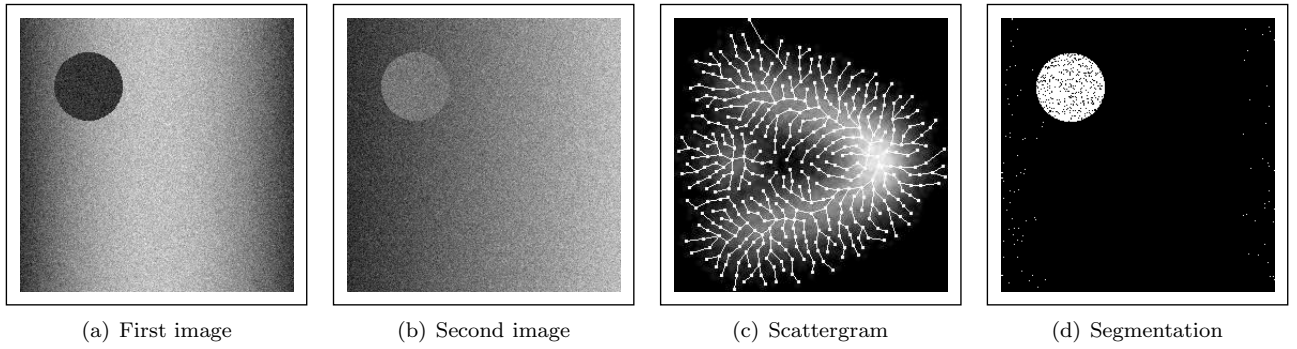 (a) First image
(b) Second image
(c) Scattergram
(d) Segmentation